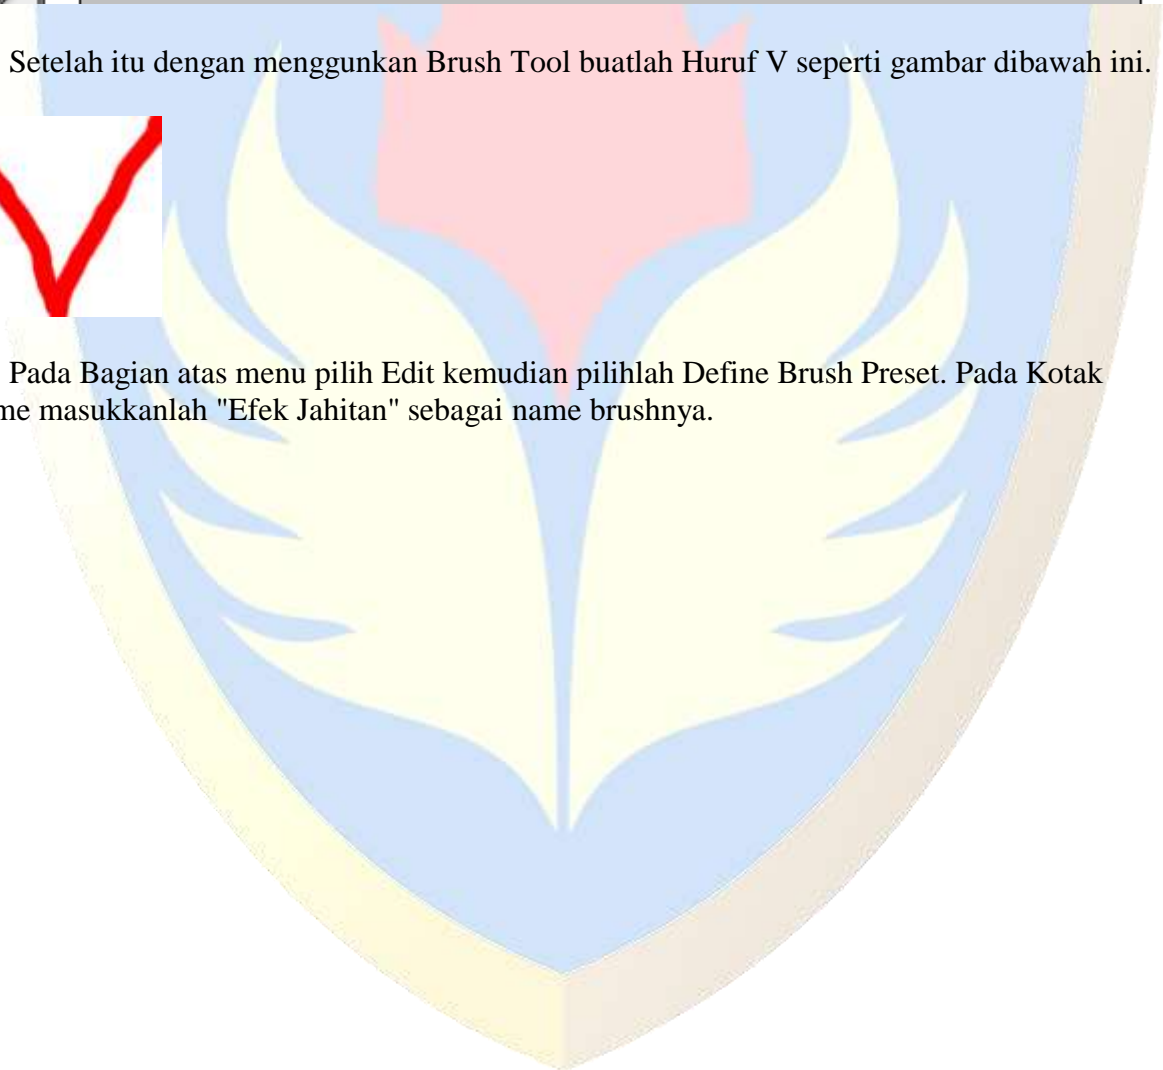 Setelah itu dengan menggunkan Brush Tool buatlah Huruf V seperti gambar dibawah ini.
Pada Bagian atas menu pilih Edit kemudian pilihlah Define Brush Preset. Pada Kotak
me masukkanlah "Efek Jahitan" sebagai name brushnya.